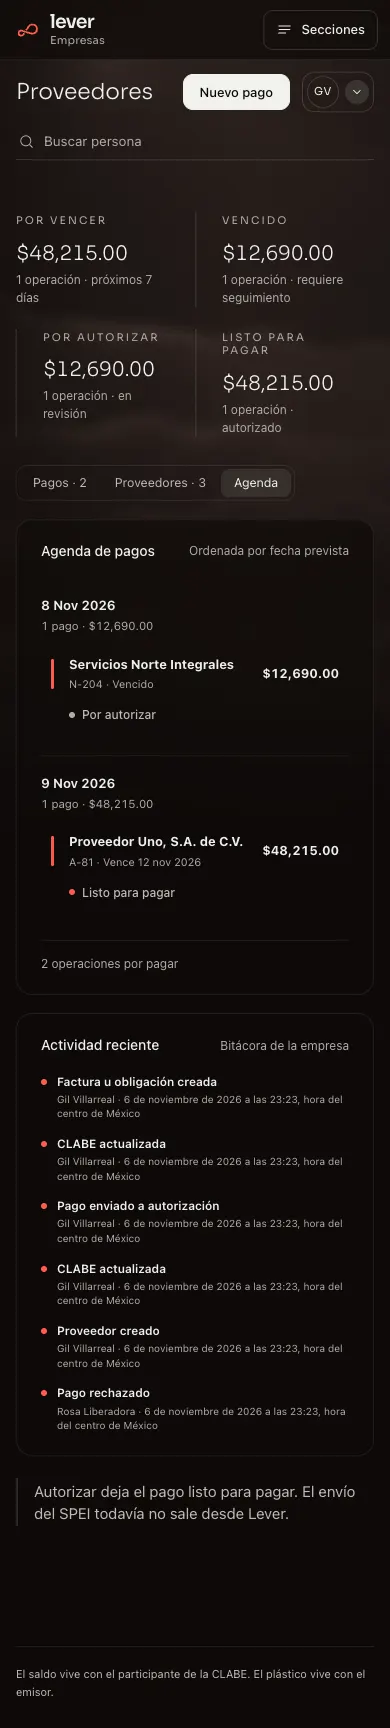 lever
Empresas
Secciones
Proveedores
Nuevo pago
GV
Buscar persona
POR VENCER
$48,215.00
1 operación · próximos 7
días
VENCIDO
$12,690.00
1 operación · requiere
seguimiento
POR AUTORIZAR
$12,690.00
1 operación · en
revisión
LISTO PARA
PAGAR
$48,215.00
1 operación ·
autorizado
Pagos · 2
Proveedores · 3
Agenda
Agenda de pagos
Ordenada por fecha prevista
8 Nov 2026
1 pago · $12,690.00
Servicios Norte Integrales
$12,690.00
N-204 · Vencido
Por autorizar
9 Nov 2026
1 pago · $48,215.00
Proveedor Uno, S.A. de C.V.
$48,215.00
A-81 · Vence 12 nov 2026
Listo para pagar
2 operaciones por pagar
Actividad reciente
Bitácora de la empresa
Factura u obligación creada
Gil Villarreal · 6 de noviembre de 2026 a las 23:23, hora del
centro de México
CLABE actualizada
Gil Villarreal · 6 de noviembre de 2026 a las 23:23, hora del
centro de México
Pago enviado a autorización
Gil Villarreal · 6 de noviembre de 2026 a las 23:23, hora del
centro de México
CLABE actualizada
Gil Villarreal · 6 de noviembre de 2026 a las 23:23, hora del
centro de México
Proveedor creado
Gil Villarreal · 6 de noviembre de 2026 a las 23:23, hora del
centro de México
Pago rechazado
Rosa Liberadora · 6 de noviembre de 2026 a las 23:23, hora
del centro de México
Autorizar deja el pago listo para pagar. El envío
del SPEI todavía no sale desde Lever.
El saldo vive con el participante de la CLABE. El plástico vive con el
emisor.